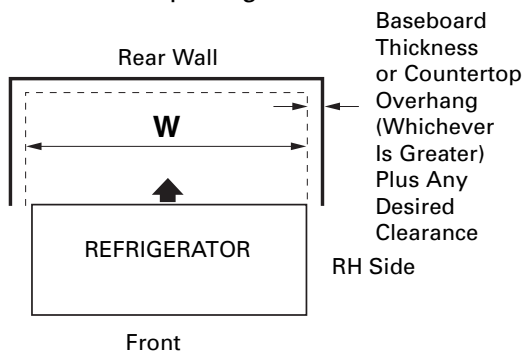 Rear Wall
W
REFRIGERATOR
RH Side
Front
Baseboard
Thickness
or Countertop
Overhang
(Whichever
Is Greater)
Plus Any
Desired
Clearance